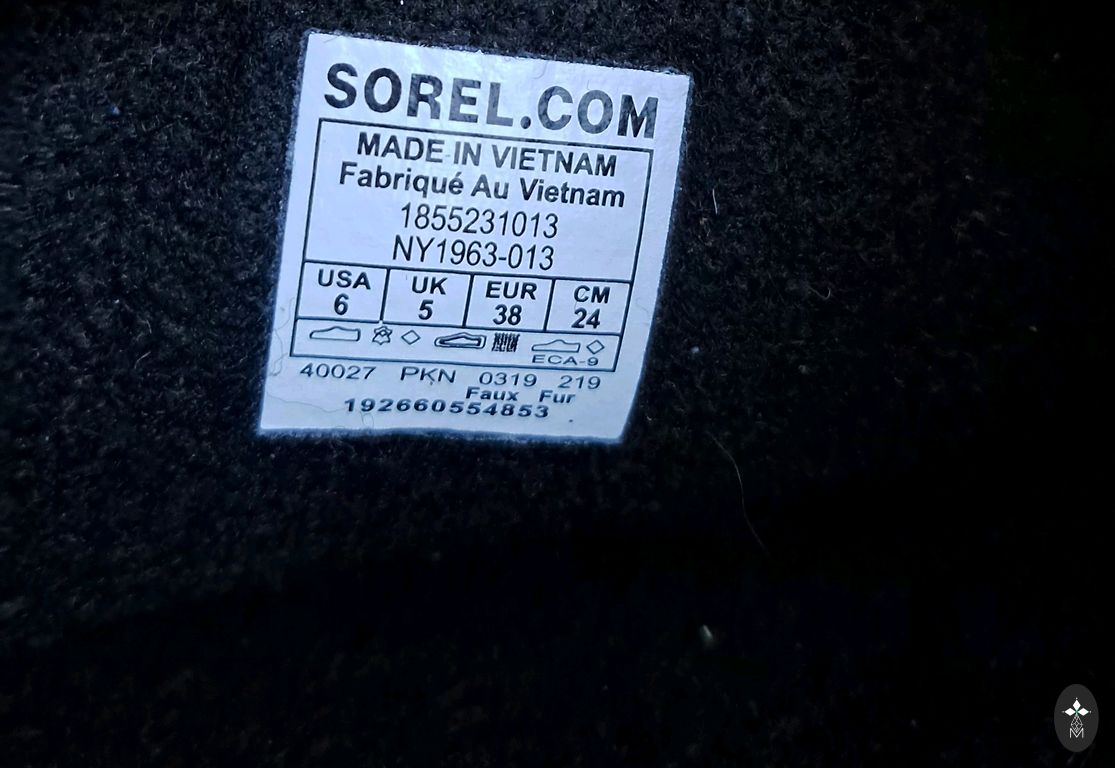 SOREL.COM
MADE IN VIETNAM
Fabriqué Au Vietnam
1855231013
NY1963-013
USA UK EUR CM
6 5 38 24
ECA-9
40027 PKN 0319 219
Faux Fur
192660554853
M